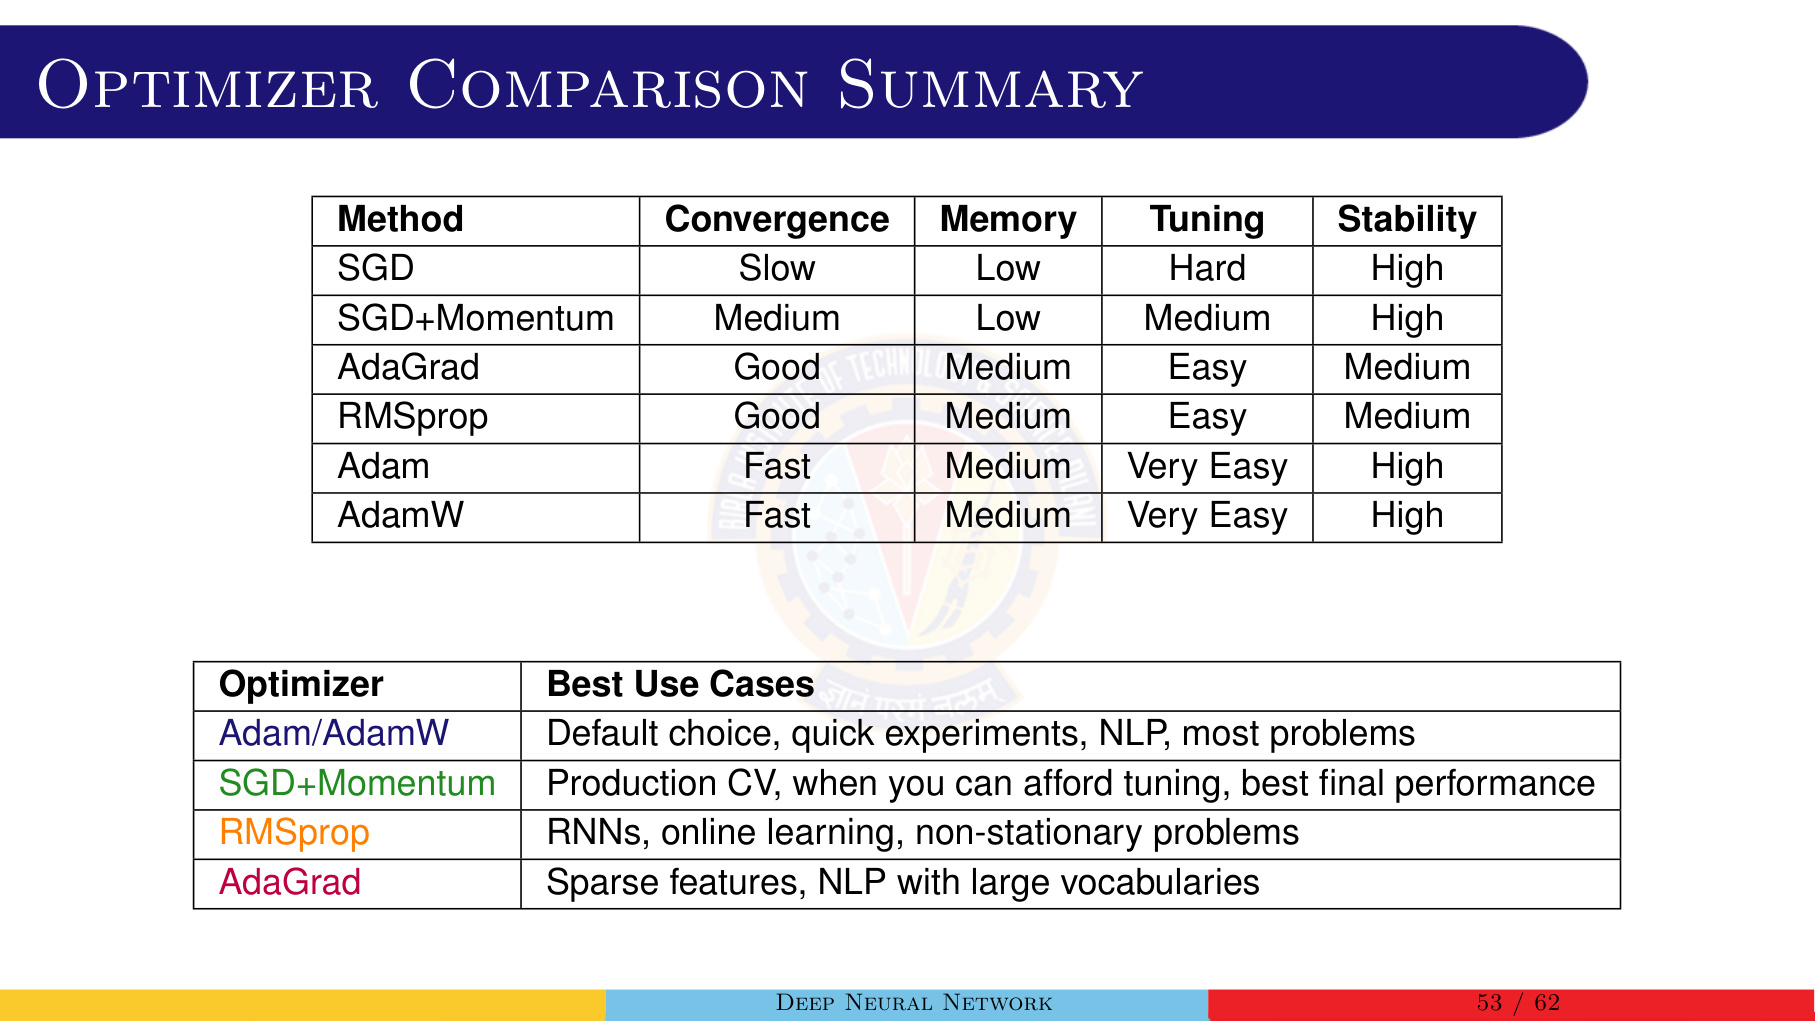 Optimizer Comparison Summary
Method Convergence Memory Tuning Stability
SGD Slow Low Hard High
SGD+Momentum Medium Low Medium High
AdaGrad Good Medium Easy Medium
RMSprop Good Medium Easy Medium
Adam Fast Medium Very Easy High
AdamW Fast Medium Very Easy High
Optimizer Best Use Cases
Adam/AdamW Default choice, quick experiments, NLP, most problems
SGD+Momentum Production CV, when you can afford tuning, best final performance
RMSprop RNNs, online learning, non-stationary problems
AdaGrad Sparse features, NLP with large vocabularies
Deep Neural Network 53 / 62